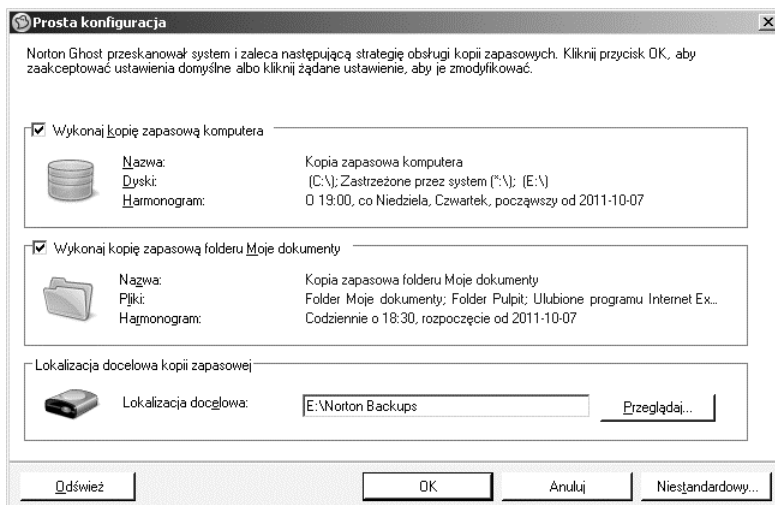 Prosta konfiguracja
Norton Ghost przeskanował system i zaleca następującą strategię obsługi kopii zapasowych. Kliknij przycisk OK, aby
zaakceptować ustawienia domyślne albo kliknij żądane ustawienie, aby je zmodyfikować.
Wykonaj kopię zapasową komputera
Nazwa: Kopia zapasowa komputera
Dyski: (C:\); Zastrzeżone przez system (*:\); (E:\)
Harmonogram: O 19:00, co Niedziela, Czwartek, począwszy od 2011-10-07
Wykonaj kopię zapasową folderu Moje dokumenty
Nazwa: Kopia zapasowa folderu Moje dokumenty
Pliki: Folder Moje dokumenty; Folder Pulpit; Ulubione programu Internet Ex...
Harmonogram: Codziennie o 18:30, rozpoczęcie od 2011-10-07
Lokalizacja docelowa kopii zapasowej
Lokalizacja docelowa: E:\Norton Backups Przeglądaj...
Odśwież OK Anuluj Niestandardowy...